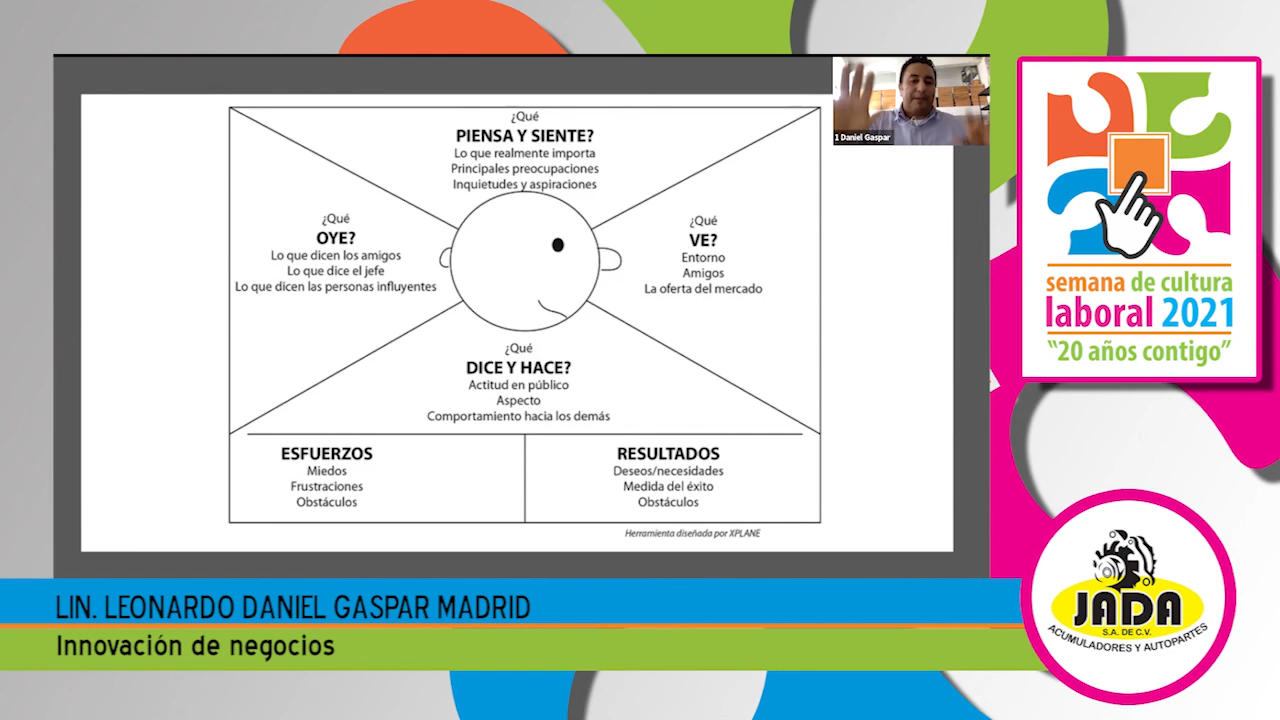 ¿Qué
PIENSA Y SIENTE?
Lo que realmente importa
Principales preocupaciones
Inquietudes y aspiraciones
¿Qué
OYE?
Lo que dicen los amigos
Lo que dice el jefe
Lo que dicen las personas influyentes
¿Qué
VE?
Entorno
Amigos
La oferta del mercado
¿Qué
DICE Y HACE?
Actitud en público
Aspecto
Comportamiento hacia los demás
ESFUERZOS
Miedos
Frustraciones
Obstáculos
RESULTADOS
Deseos/necesidades
Medida del éxito
Obstáculos
Herramienta diseñada por XPLANE
1 Daniel Gaspar
semana de cultura
laboral 2021
"20 años contigo"
LIN. LEONARDO DANIEL GASPAR MADRID
Innovación de negocios
JADA
S.A. DE C.V.
ACUMULADORES Y AUTOPARTES